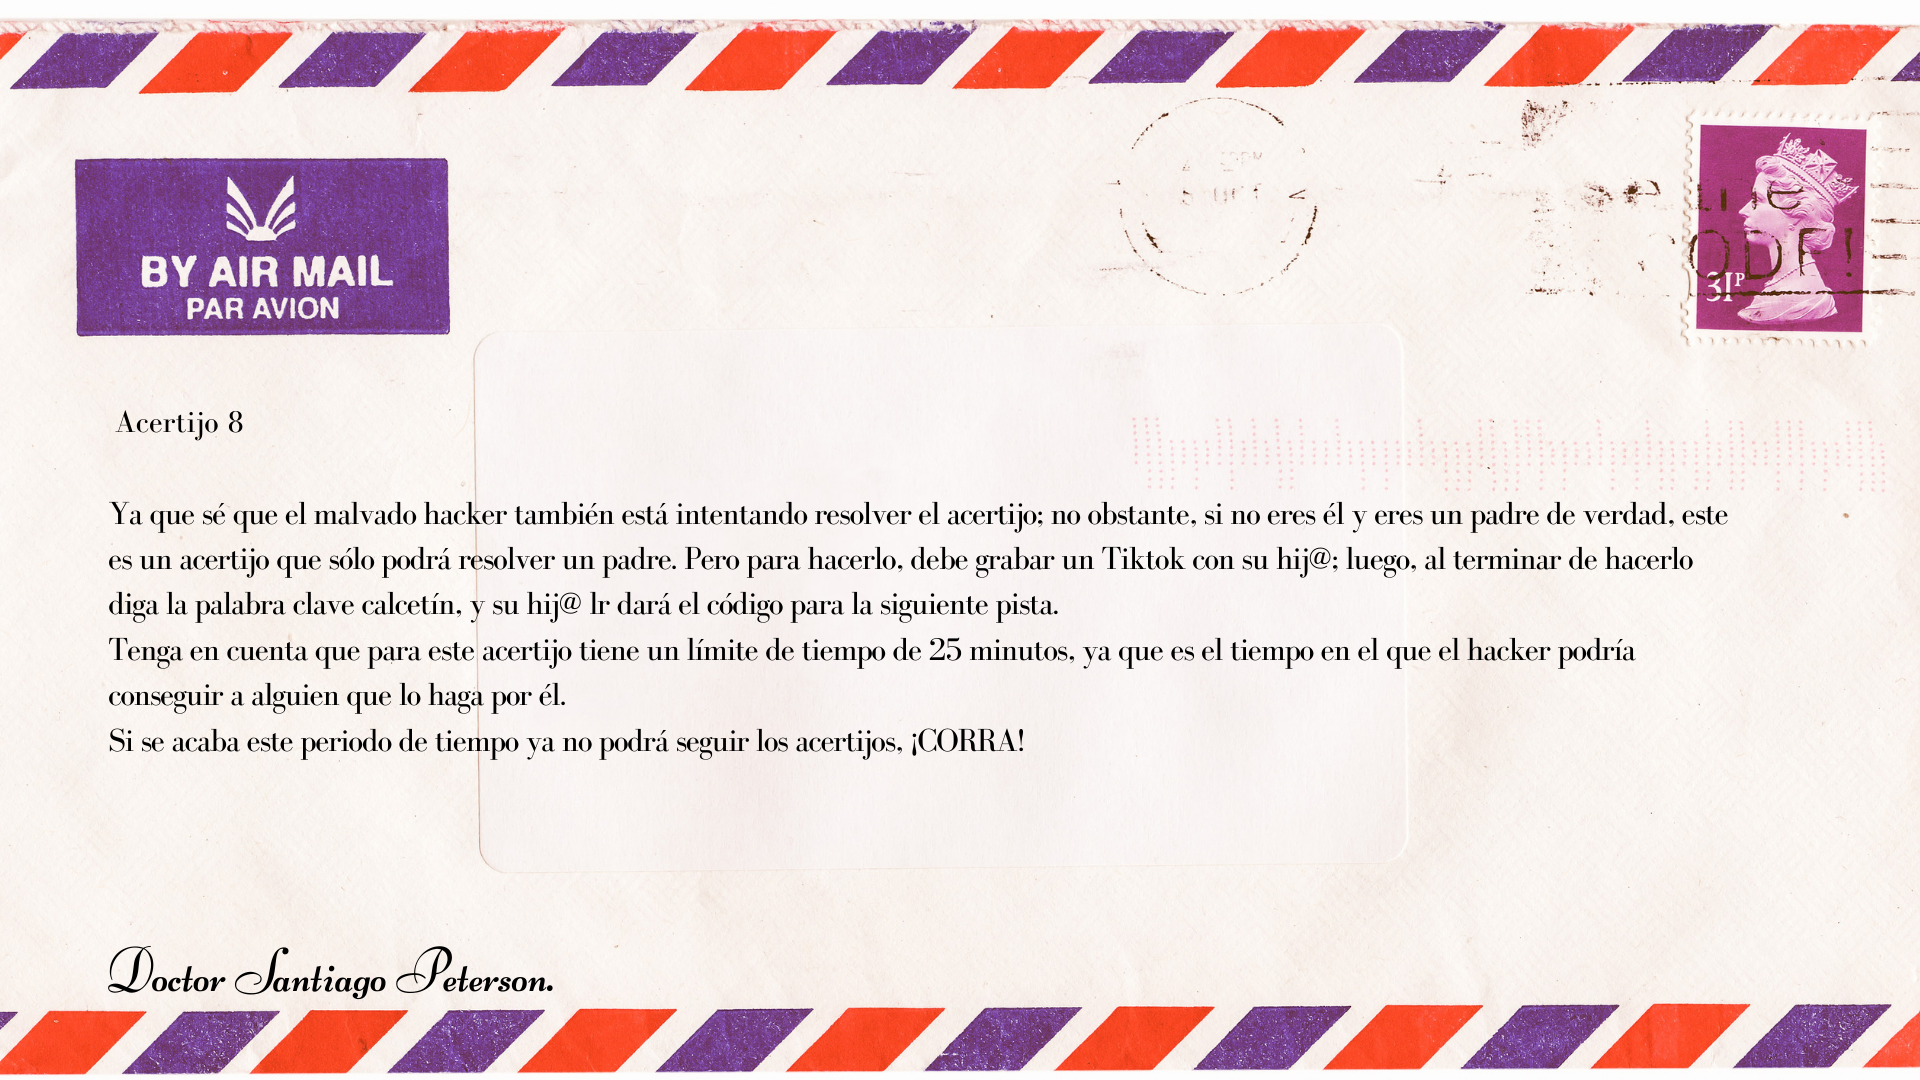 BY AIR MAIL
PAR AVION
31P
Acertijo 8
Ya que sé que el malvado hacker también está intentando resolver el acertijo; no obstante, si no eres él y eres un padre de verdad, este
es un acertijo que sólo podrá resolver un padre. Pero para hacerlo, debe grabar un Tiktok con su hij@; luego, al terminar de hacerlo
diga la palabra clave calcetín, y su hij@ lr dará el código para la siguiente pista.
Tenga en cuenta que para este acertijo tiene un límite de tiempo de 25 minutos, ya que es el tiempo en el que el hacker podría
conseguir a alguien que lo haga por él.
Si se acaba este periodo de tiempo ya no podrá seguir los acertijos, ¡CORRA!
Doctor Santiago Peterson.